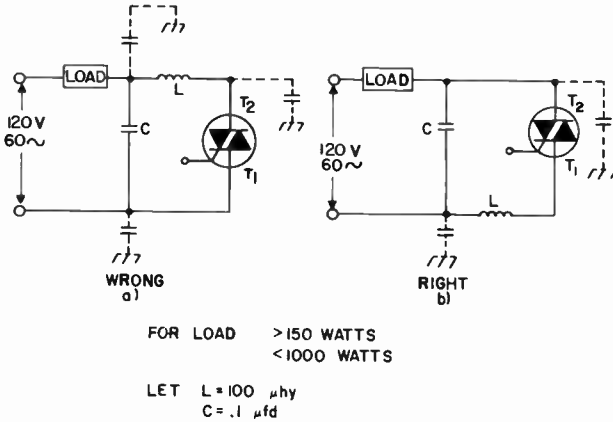 LOAD
L
T2
C
120 V
60~
T1
WRONG
a)
LOAD
T2
C
120 V
60~
T1
L
RIGHT
b)
FOR LOAD >150 WATTS
<1000 WATTS
LET L = 100 μhy
C = .1 μfd